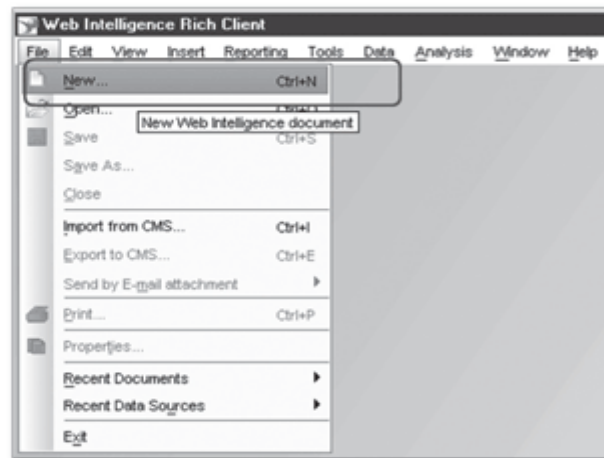 Web Intelligence Rich Client
File Edit View Insert Reporting Tools Data Analysis Window Help
New... Ctrl+N
Open... Ctrl+O
New Web Intelligence document
Save Ctrl+S
Save As...
Close
Import from CMS... Ctrl+I
Export to CMS... Ctrl+E
Send by E-mail attachment
Print... Ctrl+P
Properties...
Recent Documents
Recent Data Sources
Exit